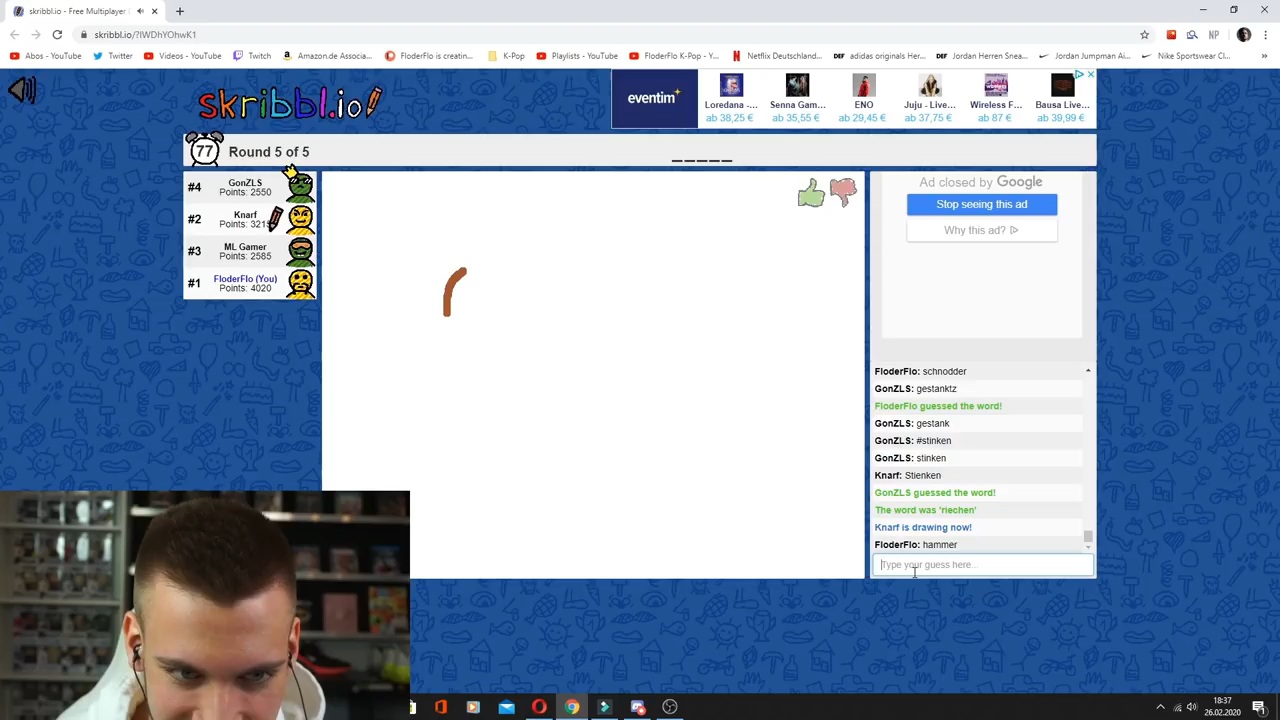 skribbl.io - Free Multiplayer
skribbl.io/?IWDhYOhwK1
NP
Abos - YouTube
Twitter
Videos - YouTube
Twitch
Amazon.de Associa...
FloderFlo is creatin...
K-Pop
Playlists - YouTube
FloderFlo K-Pop - Y...
Netflix Deutschland...
DEF adidas originals Her...
DEF Jordan Herren Snea...
Jordan Jumpman Ai...
Nike Sportswear Cl...
skribbl.io
eventim
Loredana -...
ab 38,25 €
Senna Gam...
ab 35,55 €
ENO
ab 29,45 €
Juju - Live...
ab 37,75 €
Wireless F...
ab 87 €
Bausa Live...
ab 39,99 €
77
Round 5 of 5
_ _ _ _ _
#4
GonZLS
Points: 2550
#2
Knarf
Points: 3215
#3
ML Gamer
Points: 2585
#1
FloderFlo (You)
Points: 4020
Ad closed by Google
Stop seeing this ad
Why this ad?
FloderFlo: schnodder
GonZLS: gestanktz
FloderFlo guessed the word!
GonZLS: gestank
GonZLS: #stinken
GonZLS: stinken
Knarf: Stienken
GonZLS guessed the word!
The word was 'riechen'
Knarf is drawing now!
FloderFlo: hammer
Type your guess here...
18:37
26.02.2020